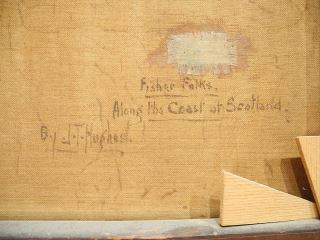 Fisher Folks.
Along the Coast of Scotland.
By J. T. Hughes.